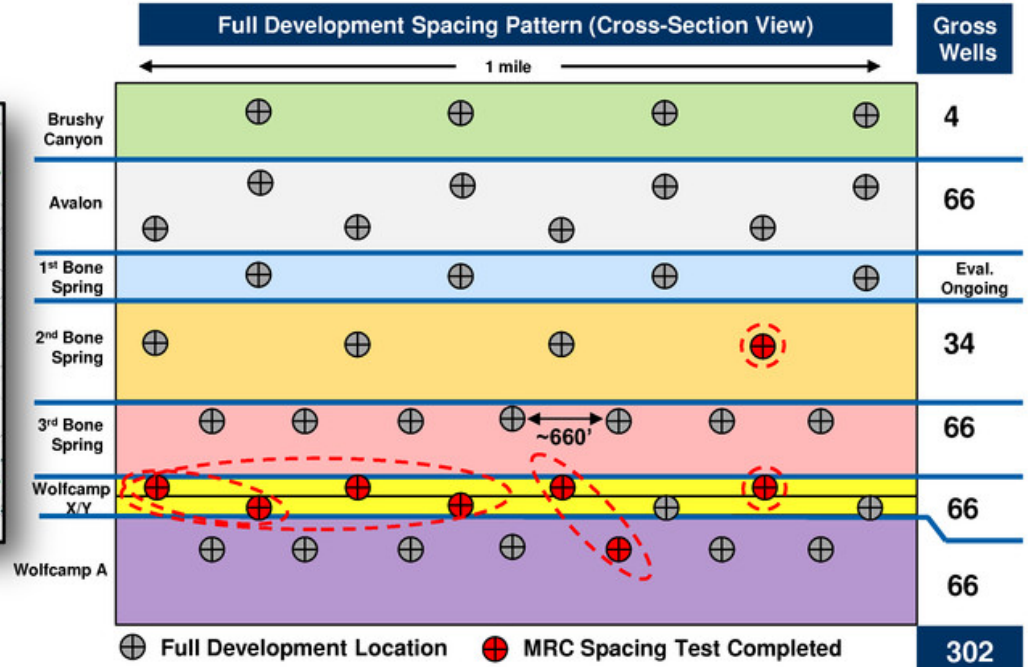 Full Development Spacing Pattern (Cross-Section View)
Gross
Wells
1 mile
Brushy
Canyon
4
Avalon
66
1st Bone
Spring
Eval.
Ongoing
2nd Bone
Spring
34
3rd Bone
Spring
~660'
66
Wolfcamp
X/Y
66
Wolfcamp A
66
Full Development Location
MRC Spacing Test Completed
302